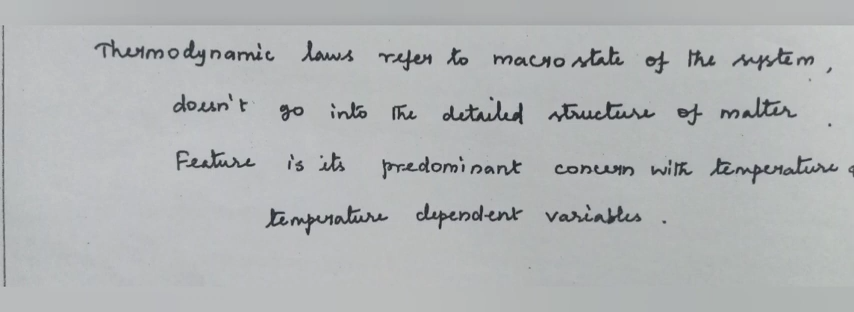 Thermodynamic laws refer to macrostate of the system,
doesn't go into the detailed structure of matter.
Feature is its predominant concern with temperature
temperature dependent variables.